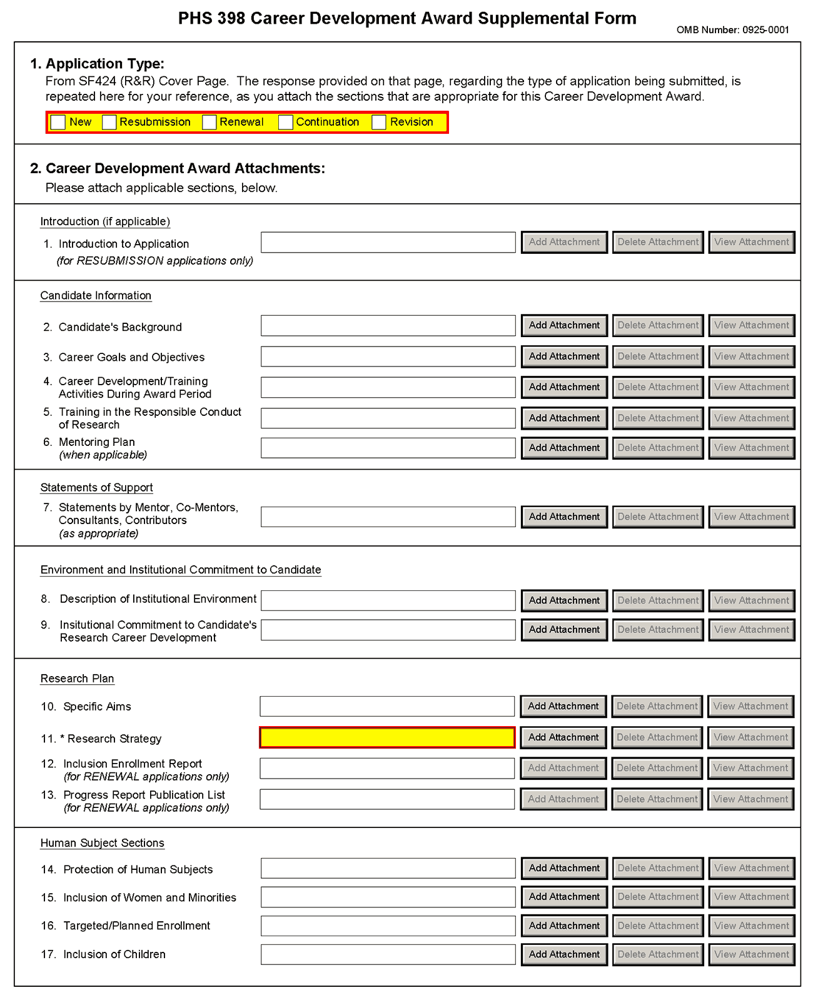 PHS 398 Career Development Award Supplemental Form
OMB Number: 0925-0001
1. Application Type:
From SF424 (R&R) Cover Page. The response provided on that page, regarding the type of application being submitted, is
repeated here for your reference, as you attach the sections that are appropriate for this Career Development Award.
New Resubmission Renewal Continuation Revision
2. Career Development Award Attachments:
Please attach applicable sections, below.
Introduction (if applicable)
1. Introduction to Application Add Attachment Delete Attachment View Attachment
(for RESUBMISSION applications only)
Candidate Information
2. Candidate's Background Add Attachment Delete Attachment View Attachment
3. Career Goals and Objectives Add Attachment Delete Attachment View Attachment
4. Career Development/Training Add Attachment Delete Attachment View Attachment
Activities During Award Period
5. Training in the Responsible Conduct Add Attachment Delete Attachment View Attachment
of Research
6. Mentoring Plan Add Attachment Delete Attachment View Attachment
(when applicable)
Statements of Support
7. Statements by Mentor, Co-Mentors,
Consultants, Contributors Add Attachment Delete Attachment View Attachment
(as appropriate)
Environment and Institutional Commitment to Candidate
8. Description of Institutional Environment Add Attachment Delete Attachment View Attachment
9. Insitutional Commitment to Candidate's Add Attachment Delete Attachment View Attachment
Research Career Development
Research Plan
10. Specific Aims Add Attachment Delete Attachment View Attachment
11. * Research Strategy Add Attachment Delete Attachment View Attachment
12. Inclusion Enrollment Report Add Attachment Delete Attachment View Attachment
(for RENEWAL applications only)
13. Progress Report Publication List Add Attachment Delete Attachment View Attachment
(for RENEWAL applications only)
Human Subject Sections
14. Protection of Human Subjects Add Attachment Delete Attachment View Attachment
15. Inclusion of Women and Minorities Add Attachment Delete Attachment View Attachment
16. Targeted/Planned Enrollment Add Attachment Delete Attachment View Attachment
17. Inclusion of Children Add Attachment Delete Attachment View Attachment